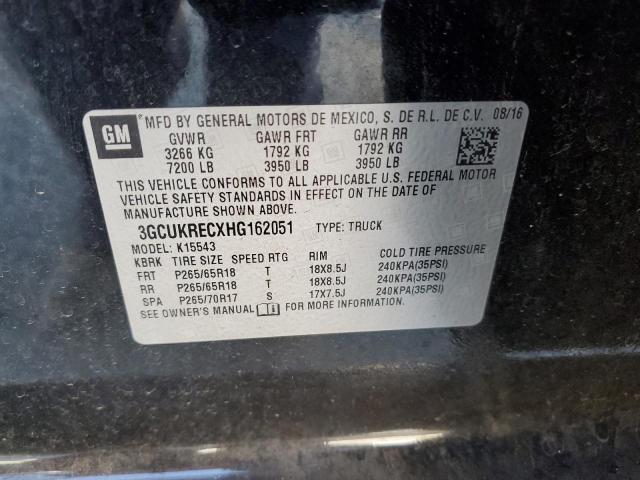 GM MFD BY GENERAL MOTORS DE MEXICO, S. DE R.L. DE C.V. 08/16
GVWR GAWR FRT GAWR RR
3266 KG 1792 KG 1792 KG
7200 LB 3950 LB 3950 LB
THIS VEHICLE CONFORMS TO ALL APPLICABLE U.S. FEDERAL MOTOR
VEHICLE SAFETY STANDARDS IN EFFECT ON THE DATE OF
MANUFACTURE SHOWN ABOVE.
3GCUKRECXHG162051 TYPE: TRUCK
MODEL: K15543
KBRK TIRE SIZE SPEED RTG RIM COLD TIRE PRESSURE
FRT P265/65R18 T 18X8.5J 240KPA(35PSI)
RR P265/65R18 T 18X8.5J 240KPA(35PSI)
SPA P265/70R17 S 17X7.5J 240KPA(35PSI)
SEE OWNER'S MANUAL FOR MORE INFORMATION.